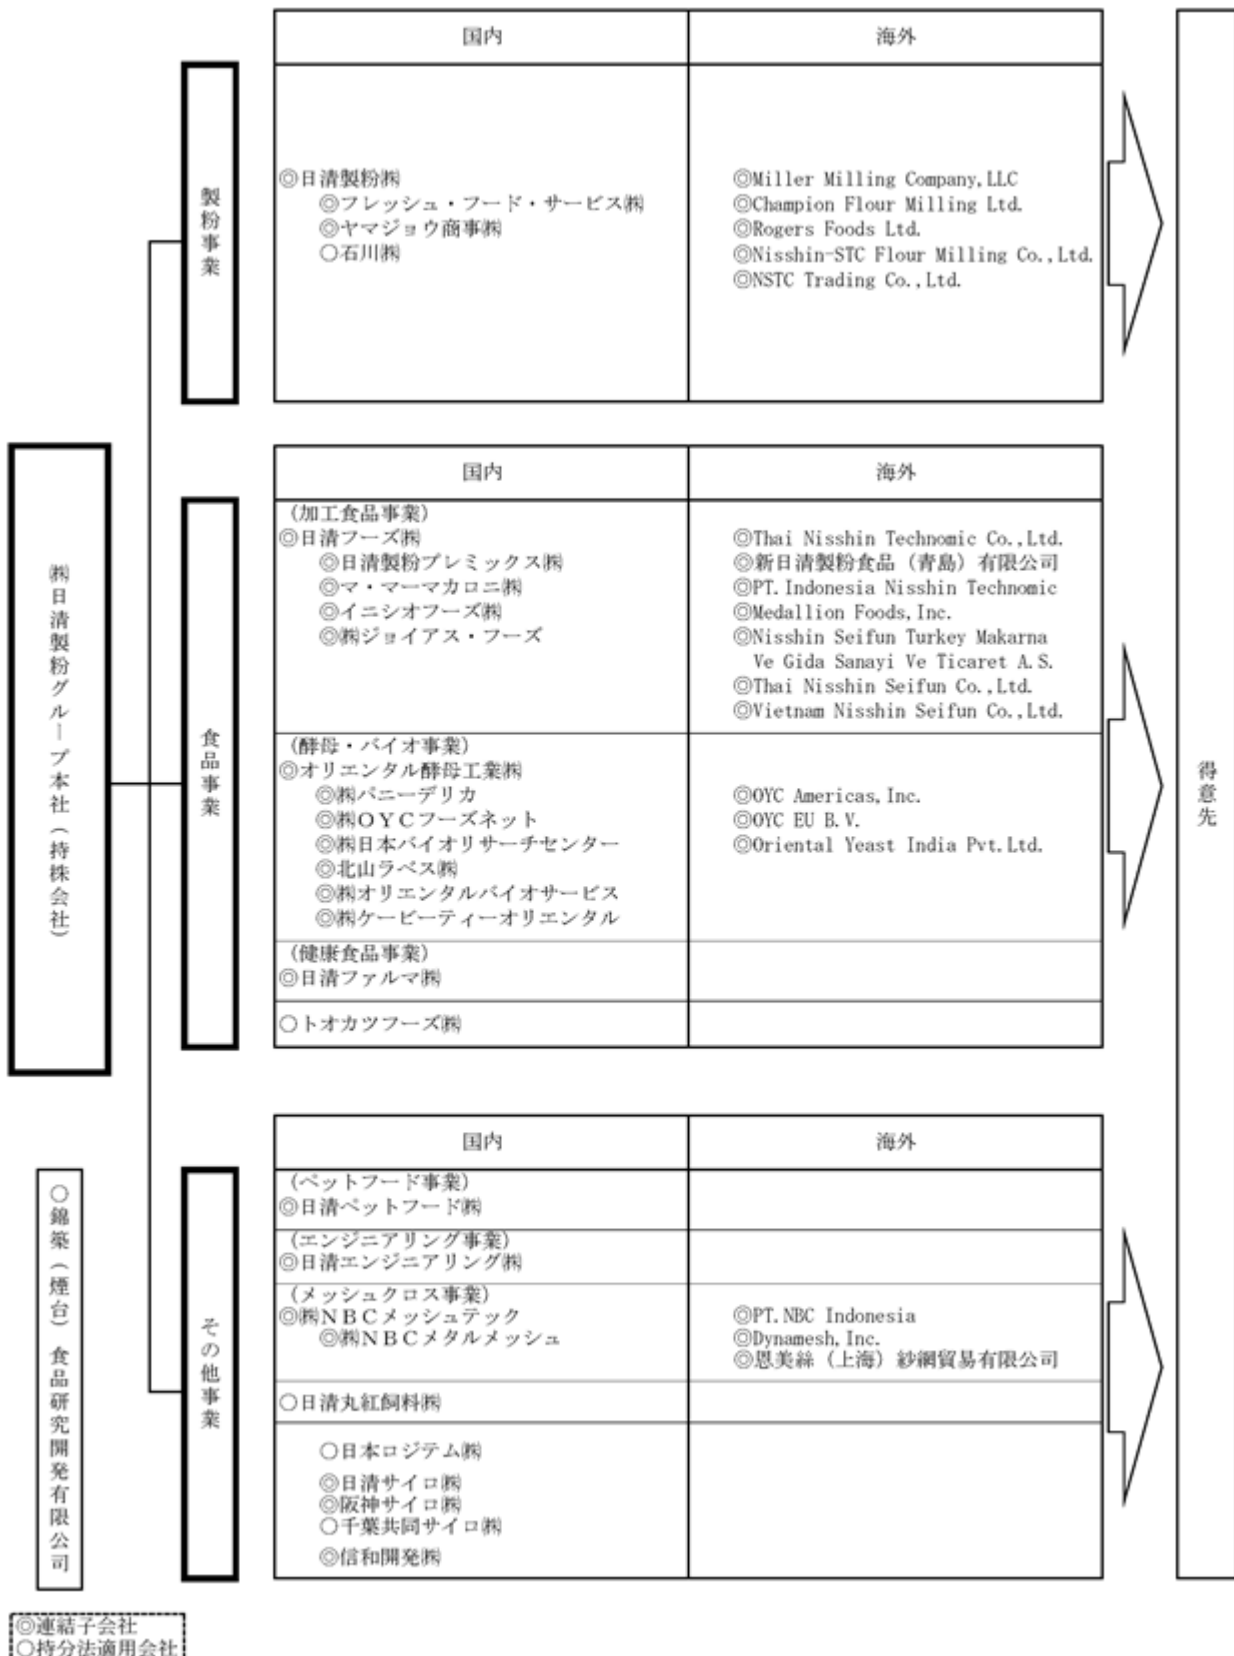 ㈱日清製粉グループ本社（持株会社）
製粉事業
国内
海外
◎日清製粉㈱
◎フレッシュ・フード・サービス㈱
◎ヤマジョウ商事㈱
○石川㈱
◎Miller Milling Company,LLC
◎Champion Flour Milling Ltd.
◎Rogers Foods Ltd.
◎Nisshin-STC Flour Milling Co.,Ltd.
◎NSTC Trading Co.,Ltd.
食品事業
国内
海外
（加工食品事業）
◎日清フーズ㈱
◎日清製粉プレミックス㈱
◎マ・マーマカロニ㈱
◎イニシオフーズ㈱
◎㈱ジョイアス・フーズ
◎Thai Nisshin Technomic Co.,Ltd.
◎新日清製粉食品（青島）有限公司
◎PT.Indonesia Nisshin Technomic
◎Medallion Foods,Inc.
◎Nisshin Seifun Turkey Makarna
Ve Gida Sanayi Ve Ticaret A.S.
◎Thai Nisshin Seifun Co.,Ltd.
◎Vietnam Nisshin Seifun Co.,Ltd.
（酵母・バイオ事業）
◎オリエンタル酵母工業㈱
◎㈱パニーデリカ
◎㈱ＯＹＣフーズネット
◎㈱日本バイオリサーチセンター
◎北山ラベス㈱
◎㈱オリエンタルバイオサービス
◎㈱ケービーティーオリエンタル
◎OYC Americas,Inc.
◎OYC EU B.V.
◎Oriental Yeast India Pvt.Ltd.
（健康食品事業）
◎日清ファルマ㈱
○トオカツフーズ㈱
その他事業
国内
海外
（ペットフード事業）
◎日清ペットフード㈱
（エンジニアリング事業）
◎日清エンジニアリング㈱
（メッシュクロス事業）
◎㈱ＮＢＣメッシュテック
◎㈱ＮＢＣメタルメッシュ
◎PT.NBC Indonesia
◎Dynamesh,Inc.
◎恩美絲（上海）紗網貿易有限公司
○日清丸紅飼料㈱
○日本ロジテム㈱
◎日清サイロ㈱
◎阪神サイロ㈱
○千葉共同サイロ㈱
◎信和開発㈱
得意先
○錦築（煙台）食品研究開発有限公司
◎連結子会社
○持分法適用会社